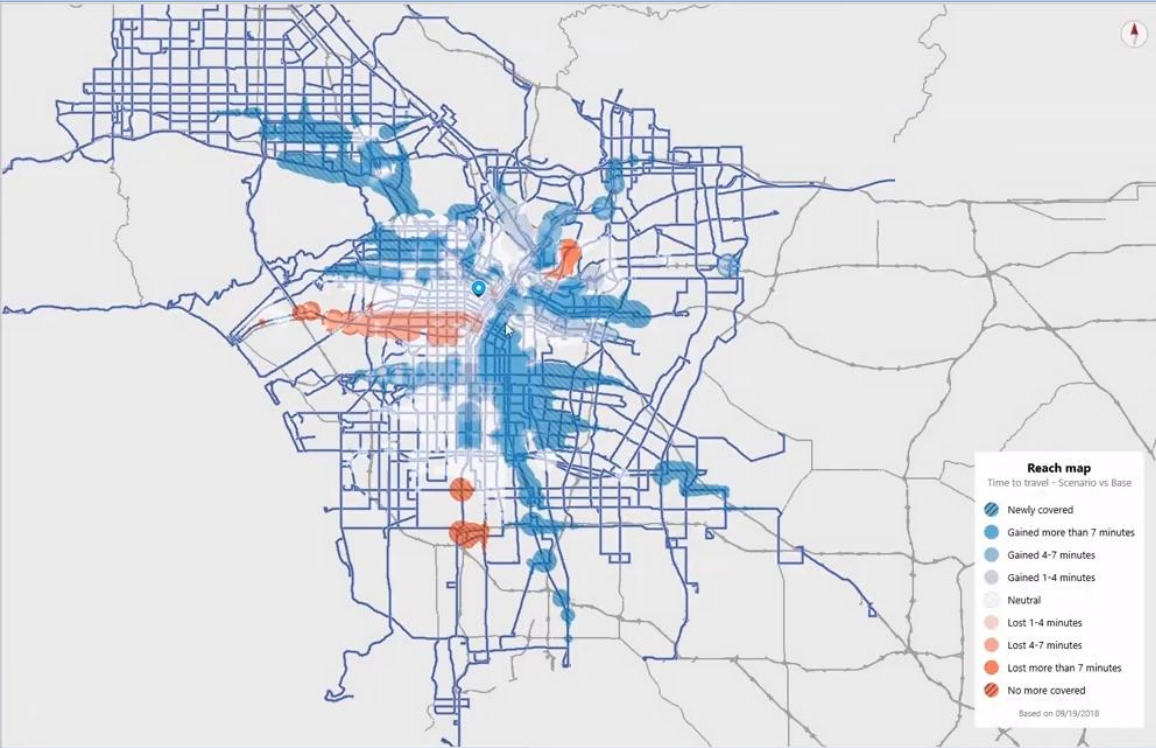 Reach map
Time to travel - Scenario vs Base
Newly covered
Gained more than 7 minutes
Gained 4-7 minutes
Gained 1-4 minutes
Neutral
Lost 1-4 minutes
Lost 4-7 minutes
Lost more than 7 minutes
No more covered
Based on 09/19/2018